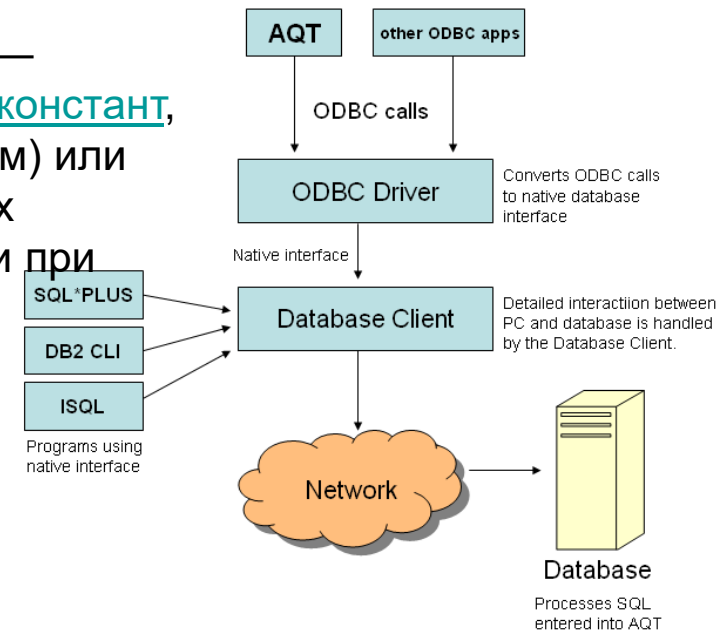 —
констант,
м) или
х
и при
AQT
other ODBC apps
ODBC calls
ODBC Driver
Converts ODBC calls
to native database
interface
Native interface
SQL*PLUS
DB2 CLI
ISQL
Programs using
native interface
Database Client
Detailed interactiion between
PC and database is handled
by the Database Client.
Network
Database
Processes SQL
entered into AQT